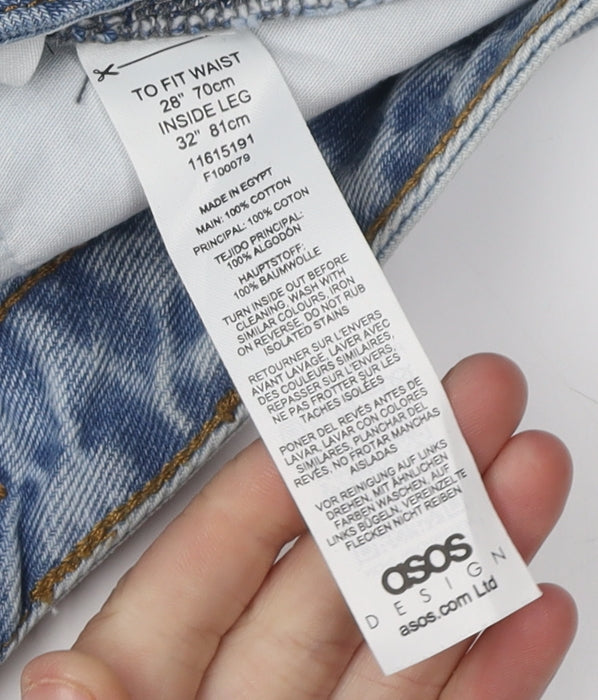 TO FIT WAIST
28" 70cm
INSIDE LEG
32" 81cm
11615191
F100079
MADE IN EGYPT
MAIN: 100% COTTON
PRINCIPAL: 100% COTON
TEJIDO PRINCIPAL:
100% ALGODÓN
HAUPTSTOFF:
100% BAUMWOLLE
TURN INSIDE OUT BEFORE
CLEANING, WASH WITH
SIMILAR COLOURS, IRON
ON REVERSE, DO NOT RUB
ISOLATED STAINS
RETOURNER SUR L'ENVERS
AVANT LAVAGE, LAVER AVEC
DES COULEURS SIMILAIRES,
REPASSER SUR L'ENVERS,
NE PAS FROTTER SUR LES
TACHES ISOLÉES
PONER DEL REVÉS ANTES DE
LAVAR, LAVAR CON COLORES
SIMILARES, PLANCHAR DEL
REVÉS, NO FROTAR MANCHAS
AISLADAS
VOR REINIGUNG AUF LINKS
DREHEN, MIT ÄHNLICHEN
FARBEN WASCHEN, AUF
LINKS BÜGELN, VEREINZELTE
FLECKEN NICHT REIBEN
asos
DESIGN
asos.com Ltd